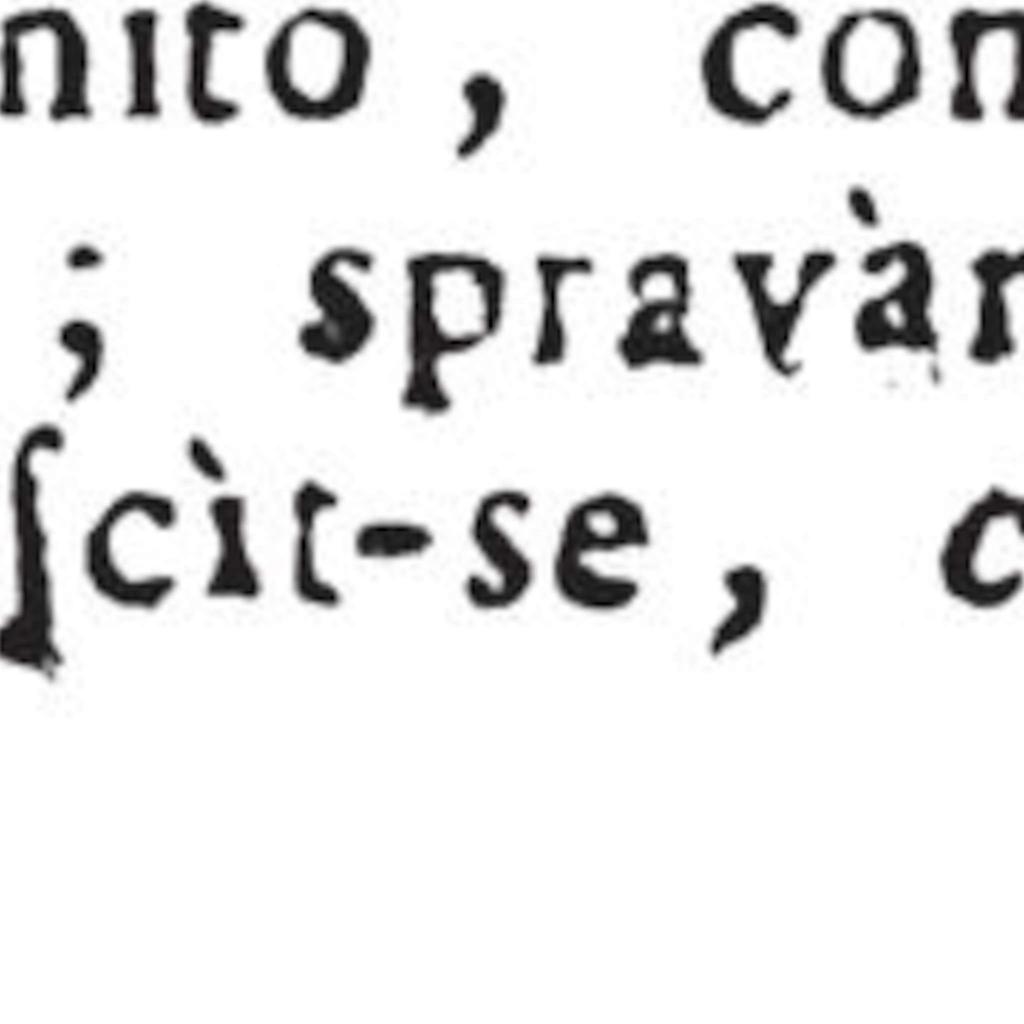 nito, con
; spravàn
ſcìt-se, c